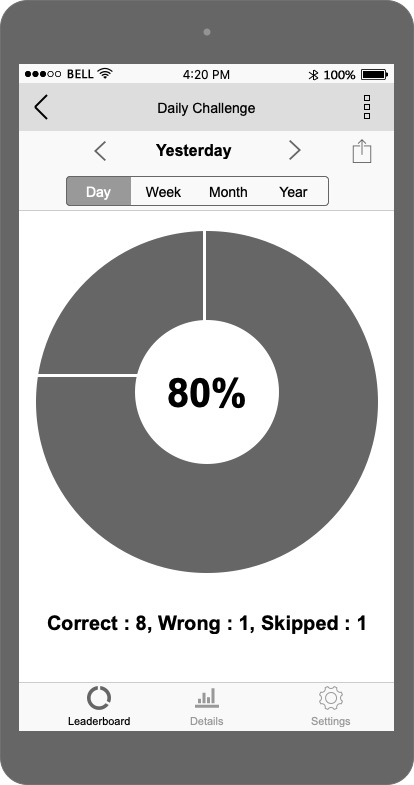 BELL 4:20 PM 100%
Daily Challenge
Yesterday
Day Week Month Year
80%
Correct : 8, Wrong : 1, Skipped : 1
Leaderboard Details Settings